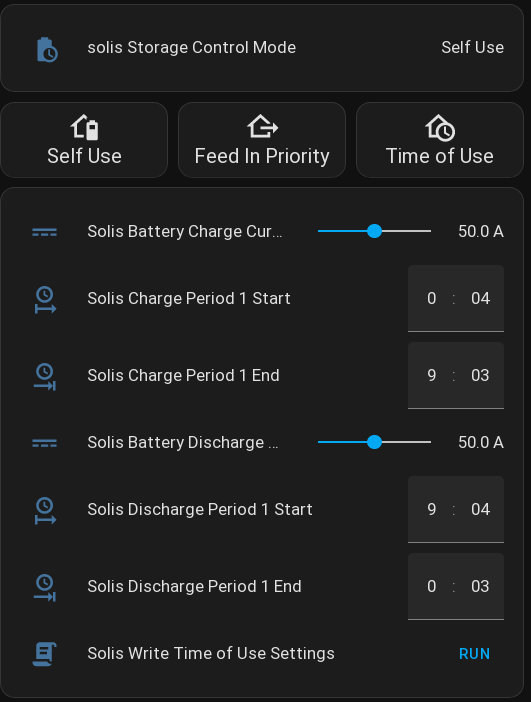 solis Storage Control Mode Self Use
Self Use Feed In Priority Time of Use
Solis Battery Charge Cur... 50.0 A
Solis Charge Period 1 Start 0 : 04
Solis Charge Period 1 End 9 : 03
Solis Battery Discharge ... 50.0 A
Solis Discharge Period 1 Start 9 : 04
Solis Discharge Period 1 End 0 : 03
Solis Write Time of Use Settings RUN